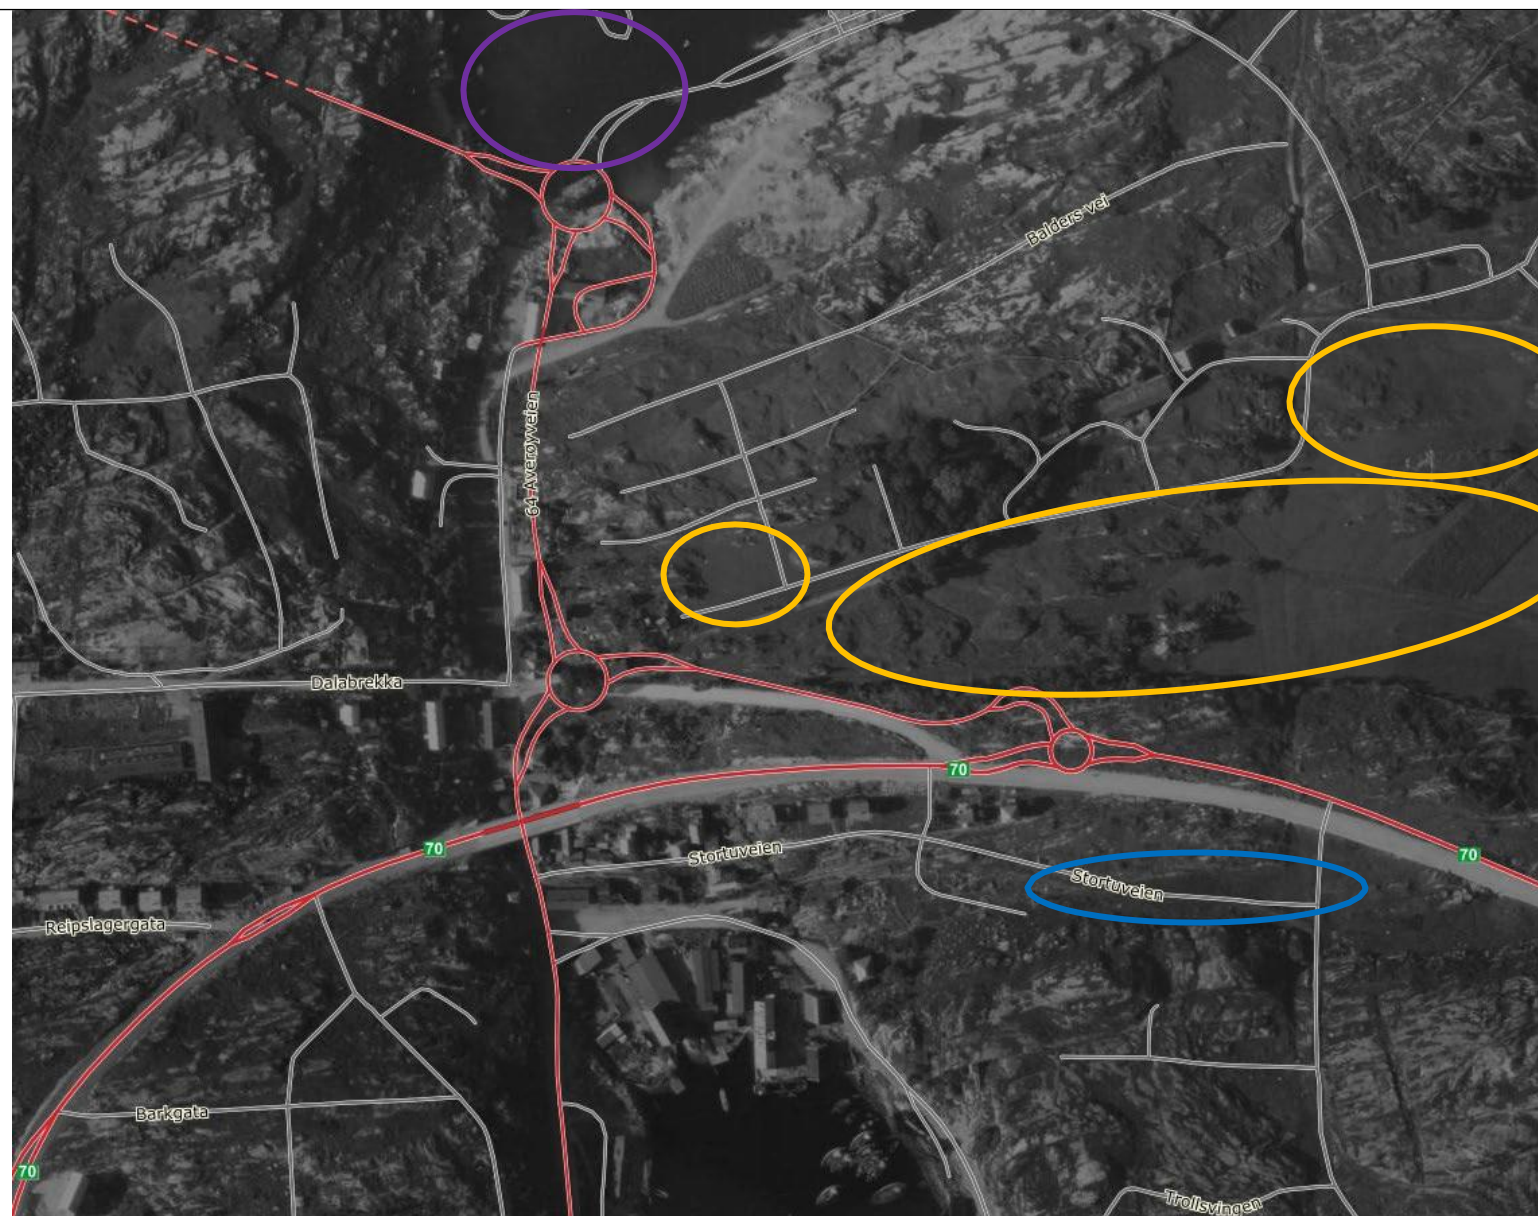 Balders vei
64 Averøyveien
Dalabrekka
70
70
Stortuveien
70
Stortuveien
Reipslagergata
Barkgata
70
Trollsvingen